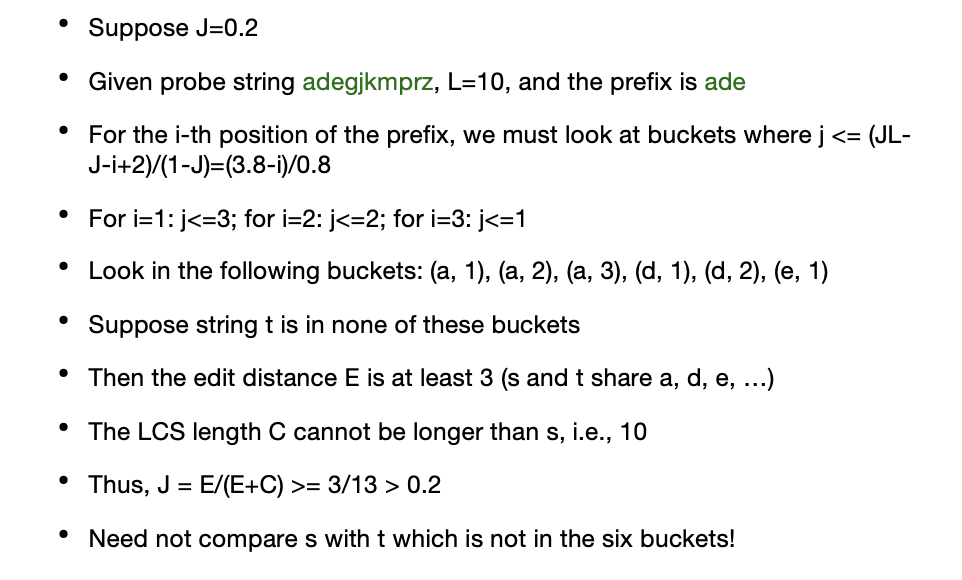 • Suppose J=0.2
• Given probe string adegjkmprz, L=10, and the prefix is ade
• For the i-th position of the prefix, we must look at buckets where j <= (JL-
J-i+2)/(1-J)=(3.8-i)/0.8
• For i=1: j<=3; for i=2: j<=2; for i=3: j<=1
• Look in the following buckets: (a, 1), (a, 2), (a, 3), (d, 1), (d, 2), (e, 1)
• Suppose string t is in none of these buckets
• Then the edit distance E is at least 3 (s and t share a, d, e, …)
• The LCS length C cannot be longer than s, i.e., 10
• Thus, J = E/(E+C) >= 3/13 > 0.2
• Need not compare s with t which is not in the six buckets!